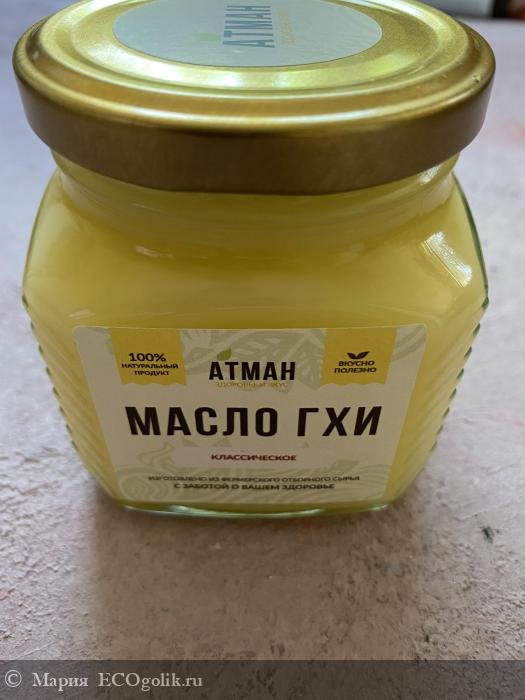 АТМАН
100%
НАТУРАЛЬНЫЙ
ПРОДУКТ
АТМАН
ЗДОРОВЬЕ И ВКУС
ВКУСНО
ПОЛЕЗНО
МАСЛО ГХИ
КЛАССИЧЕСКОЕ
ИЗГОТОВЛЕНО ИЗ ФЕРМЕРСКОГО ОТБОРНОГО СЫРЬЯ
С ЗАБОТОЙ О ВАШЕМ ЗДОРОВЬЕ
© Мария ECOgolik.ru